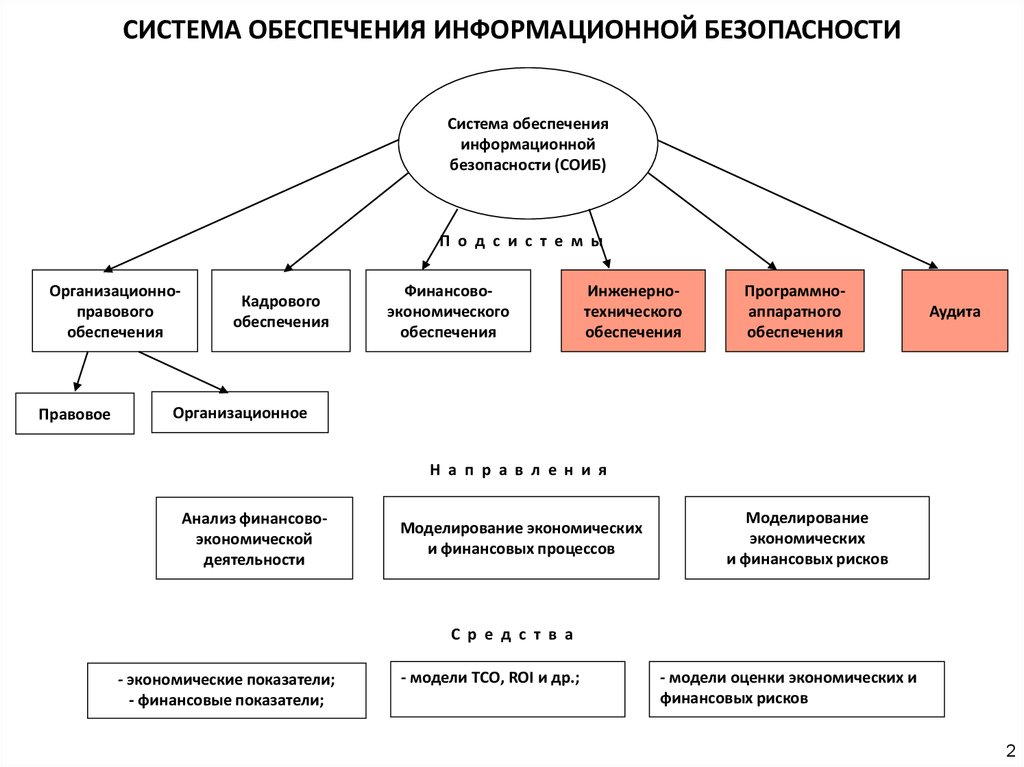 СИСТЕМА ОБЕСПЕЧЕНИЯ ИНФОРМАЦИОННОЙ БЕЗОПАСНОСТИ
Система обеспечения
информационной
безопасности (СОИБ)
П о д с и с т е м ы
Организационно-
правового
обеспечения
Кадрового
обеспечения
Финансово-
экономического
обеспечения
Инженерно-
технического
обеспечения
Программно-
аппаратного
обеспечения
Аудита
Правовое
Организационное
Н а п р а в л е н и я
Анализ финансово-
экономической
деятельности
Моделирование экономических
и финансовых процессов
Моделирование
экономических
и финансовых рисков
С р е д с т в а
- экономические показатели;
- финансовые показатели;
- модели TCO, ROI и др.;
- модели оценки экономических и
финансовых рисков
2